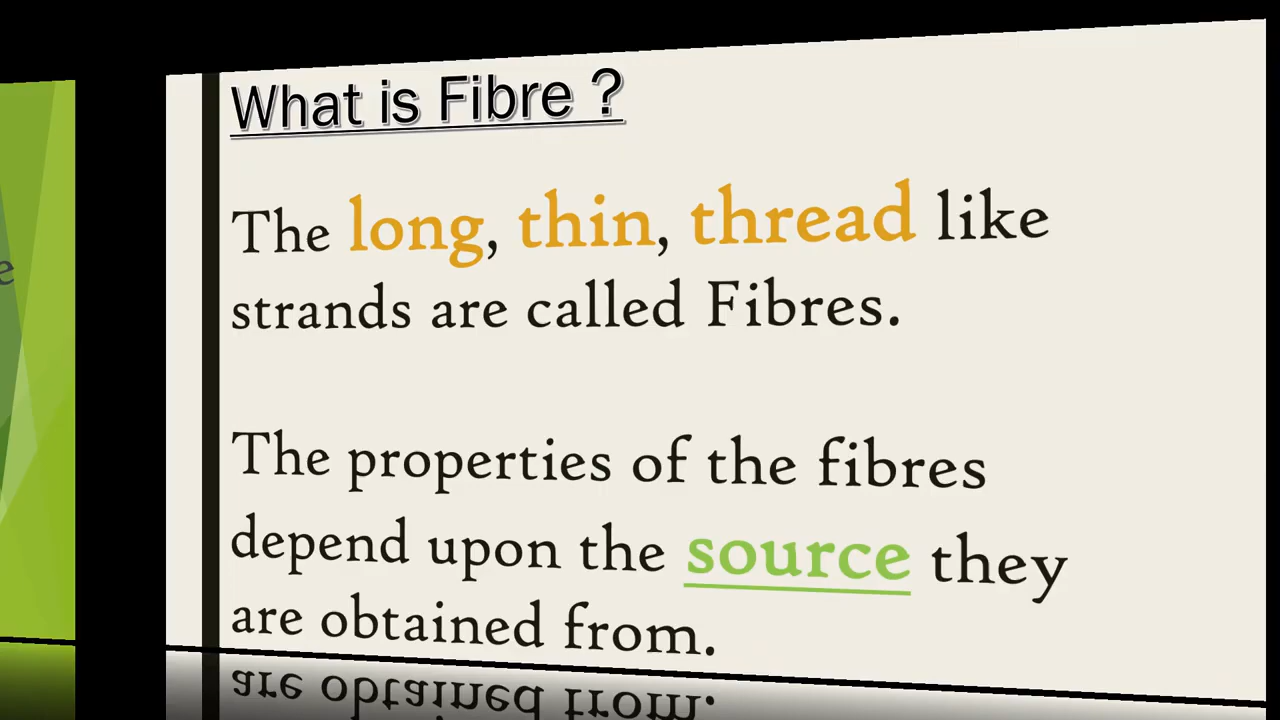 What is Fibre ?
The long, thin, thread like
strands are called Fibres.
The properties of the fibres
depend upon the source they
are obtained from.